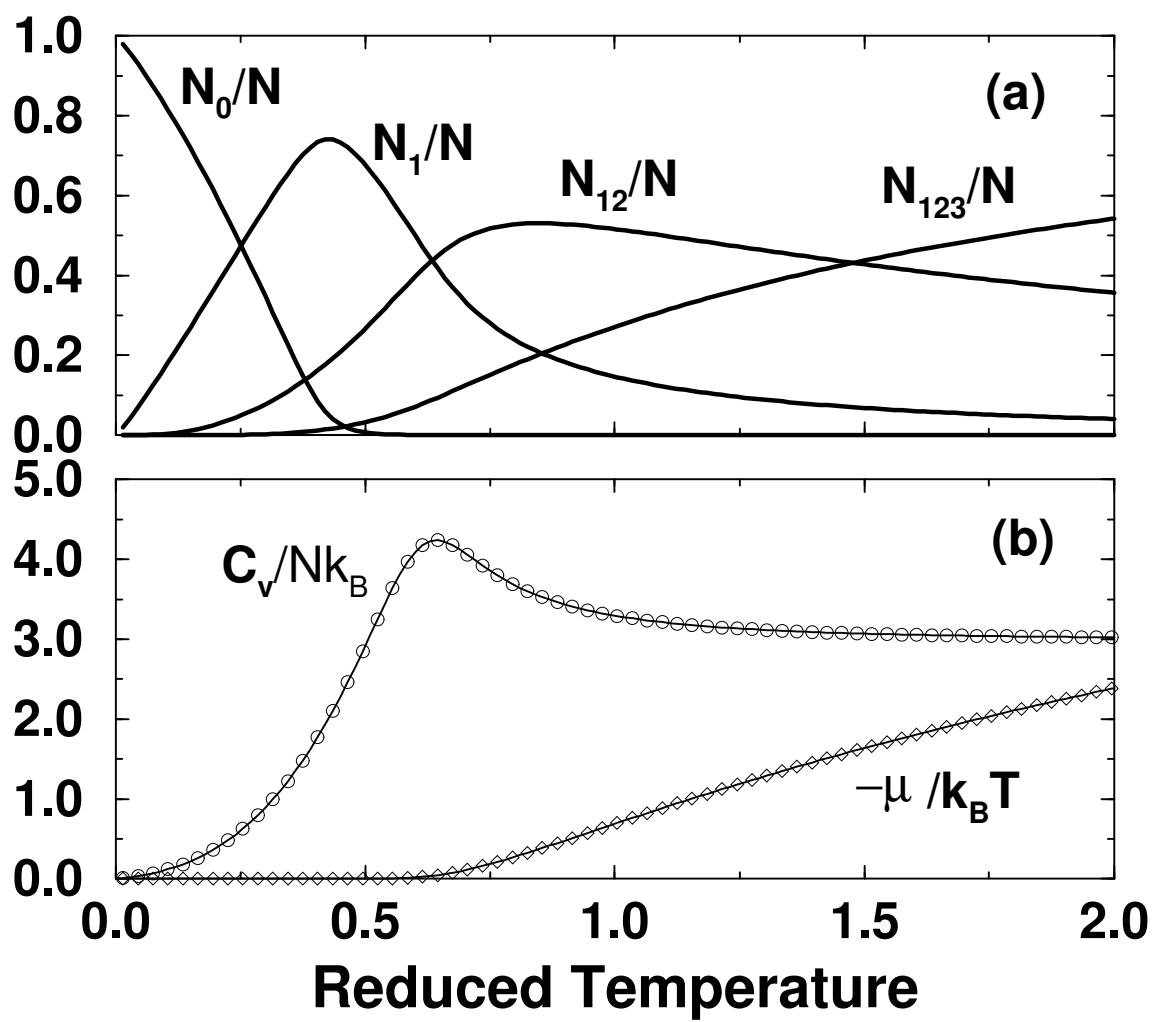 1.0
0.8
0.6
0.4
0.2
0.0
N₀/N
N₁/N
N₁₂/N
N₁₂₃/N
(a)
5.0
4.0
3.0
2.0
1.0
0.0
Cᵥ/Nk_B
(b)
−μ /k_BT
0.0 0.5 1.0 1.5 2.0
Reduced Temperature